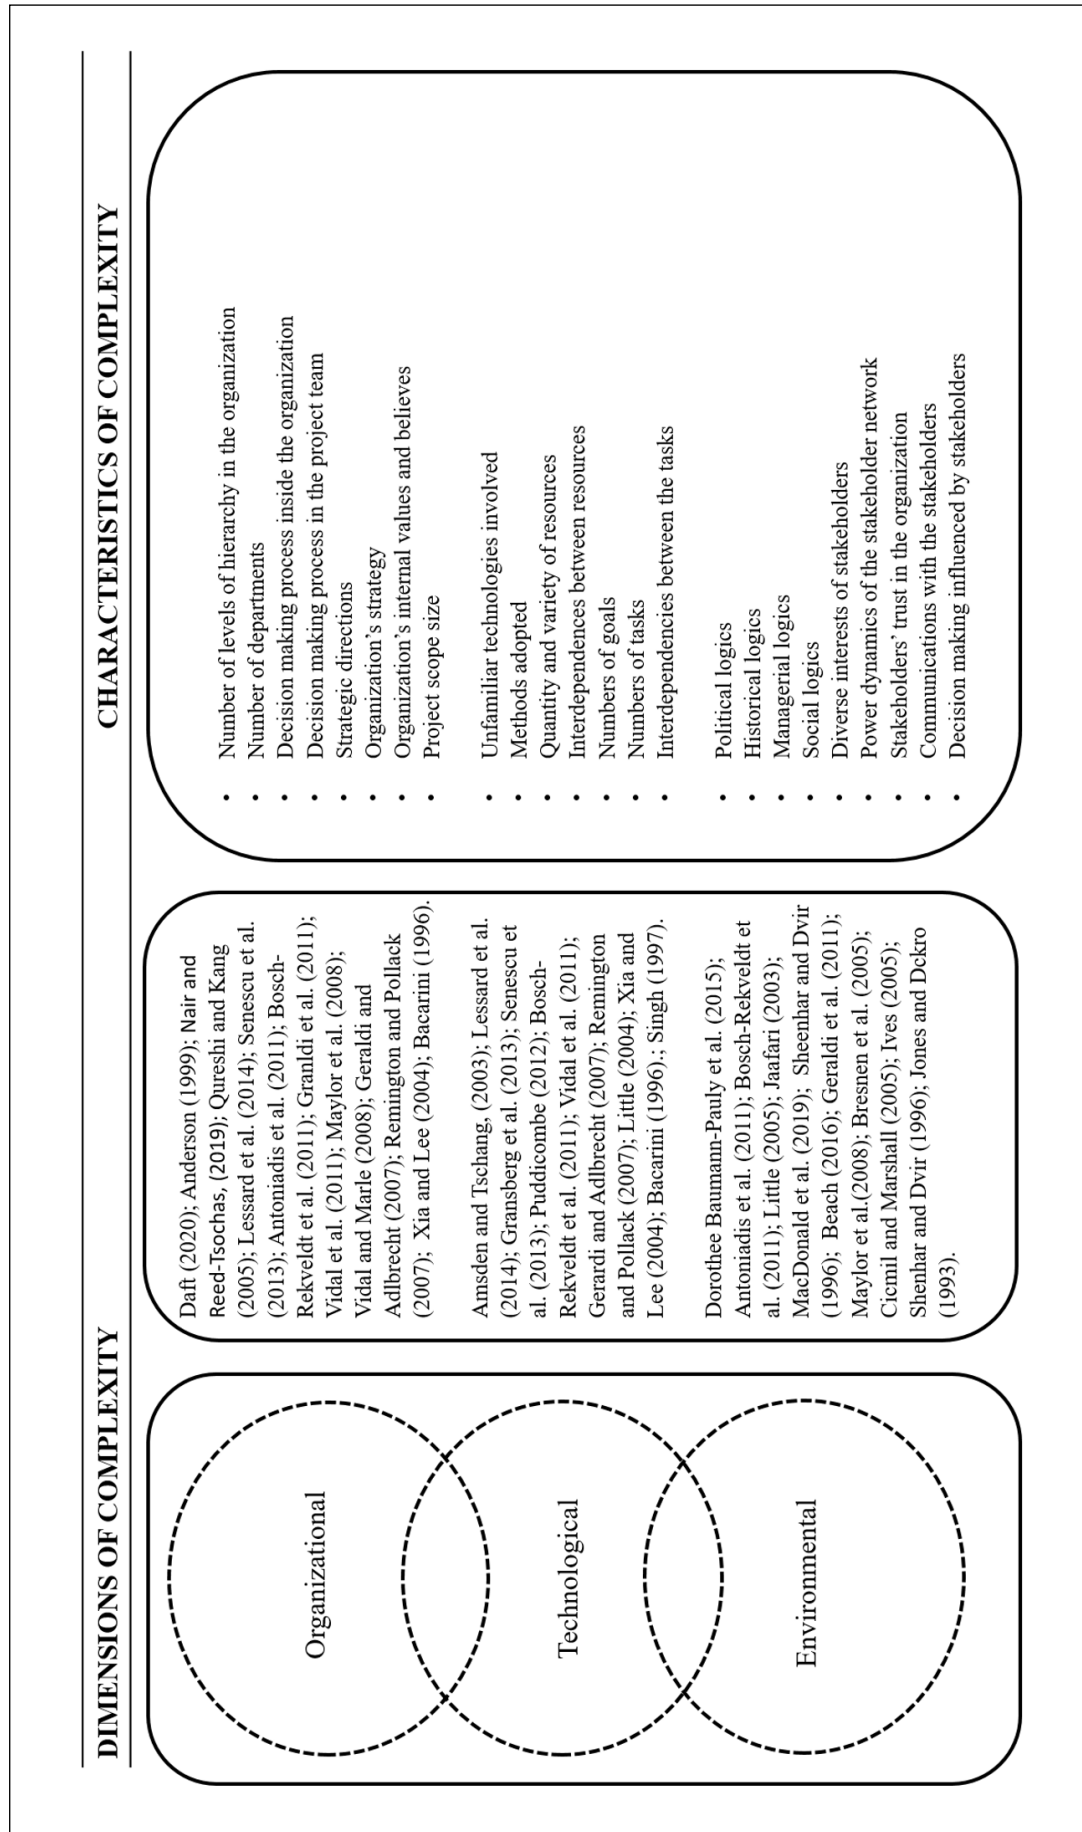 DIMENSIONS OF COMPLEXITY
CHARACTERISTICS OF COMPLEXITY
Organizational
Technological
Environmental
Daft (2020); Anderson (1999); Nair and
Reed-Tsochas, (2019); Qureshi and Kang
(2005); Lessard et al. (2014); Senescu et al.
(2013); Antoniadis et al. (2011); Bosch-
Rekveldt et al. (2011); Granldi et al. (2011);
Vidal et al. (2011); Maylor et al. (2008);
Vidal and Marle (2008); Geraldi and
Adlbrecht (2007); Remington and Pollack
(2007); Xia and Lee (2004); Bacarini (1996).
Amsden and Tschang, (2003); Lessard et al.
(2014); Gransberg et al. (2013); Senescu et
al. (2013); Puddicombe (2012); Bosch-
Rekveldt et al. (2011); Vidal et al. (2011);
Gerardi and Adlbrecht (2007); Remington
and Pollack (2007); Little (2004); Xia and
Lee (2004); Bacarini (1996).; Singh (1997).
Dorothee Baumann-Pauly et al. (2015);
Antoniadis et al. (2011); Bosch-Rekveldt et
al. (2011); Little (2005); Jaafari (2003);
MacDonald et al. (2019); Sheenhar and Dvir
(1996); Beach (2016); Geraldi et al. (2011);
Maylor et al.(2008); Bresnen et al. (2005);
Cicmil and Marshall (2005); Ives (2005);
Shenhar and Dvir (1996); Jones and Dckro
(1993).
• Number of levels of hierarchy in the organization
• Number of departments
• Decision making process inside the organization
• Decision making process in the project team
• Strategic directions
• Organization’s strategy
• Organization’s internal values and believes
• Project scope size
• Unfamiliar technologies involved
• Methods adopted
• Quantity and variety of resources
• Interdependences between resources
• Numbers of goals
• Numbers of tasks
• Interdependencies between the tasks
• Political logics
• Historical logics
• Managerial logics
• Social logics
• Diverse interests of stakeholders
• Power dynamics of the stakeholder network
• Stakeholders’ trust in the organization
• Communications with the stakeholders
• Decision making influenced by stakeholders